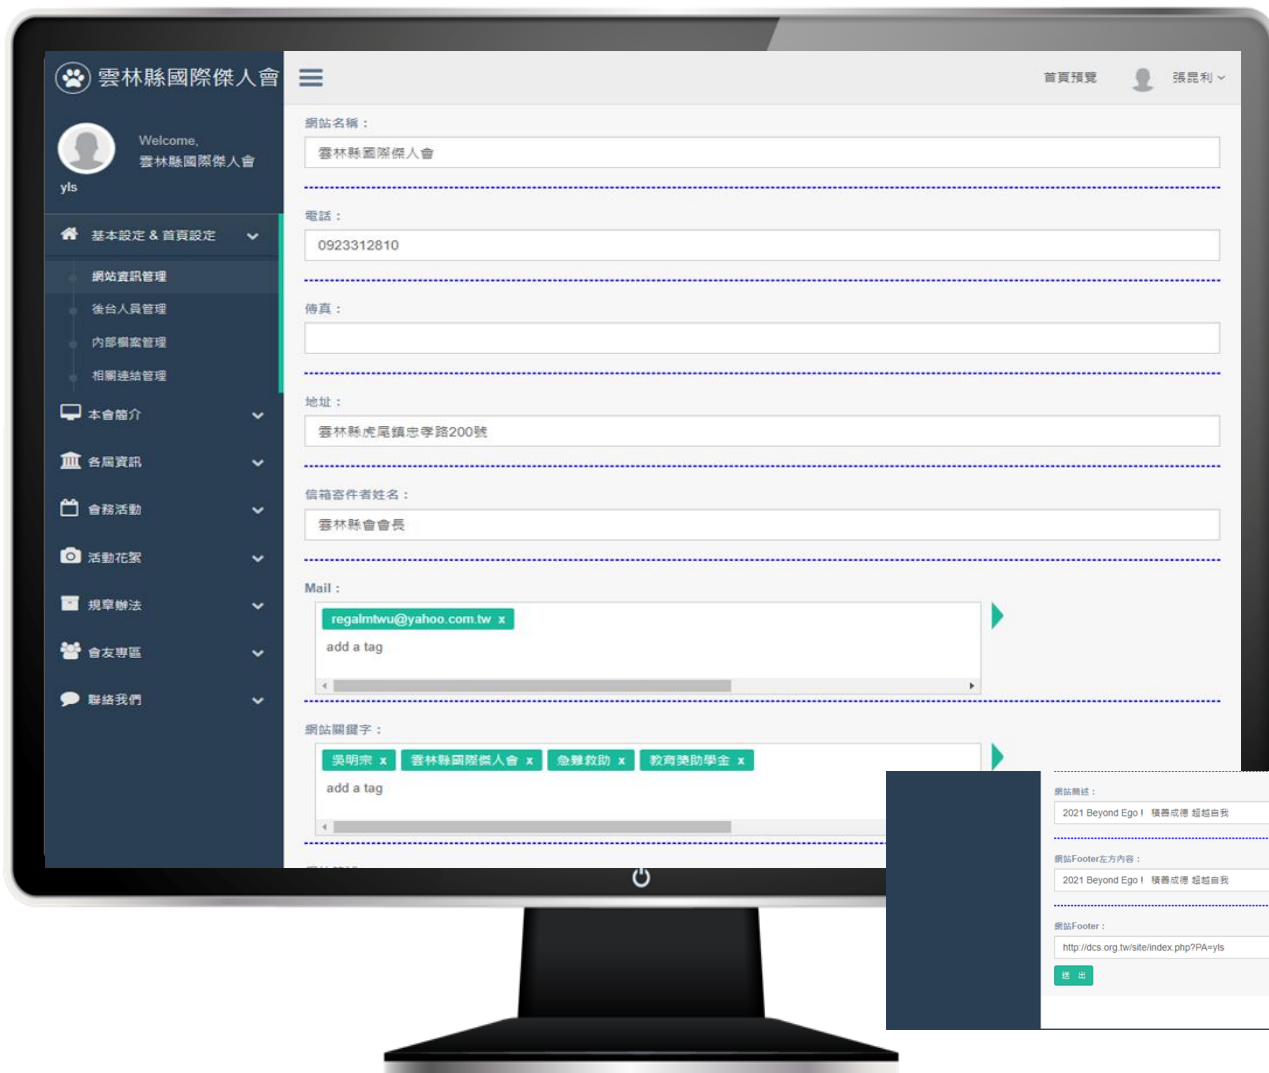 雲林縣國際傑人會
首頁預覽
張昆利
Welcome,
雲林縣國際傑人會
yls
基本設定 & 首頁設定
網站資訊管理
後台人員管理
內部檔案管理
相關連結管理
本會簡介
各屆資訊
會務活動
活動花絮
規章辦法
會友專區
聯絡我們
網站名稱：
雲林縣國際傑人會
電話：
0923312810
傳真：
地址：
雲林縣虎尾鎮忠孝路200號
信箱寄件者姓名：
雲林縣會會長
Mail：
regalmtwu@yahoo.com.tw x
add a tag
網站關鍵字：
吳明宗 x 雲林縣國際傑人會 x 急難救助 x 教育獎助學金 x
add a tag
網站簡述：
2021 Beyond Ego！ 積善成德 超越自我
網站Footer左方內容：
2021 Beyond Ego！ 積善成德 超越自我
網站Footer：
http://dcs.org.tw/site/index.php?PA=yls
送 出